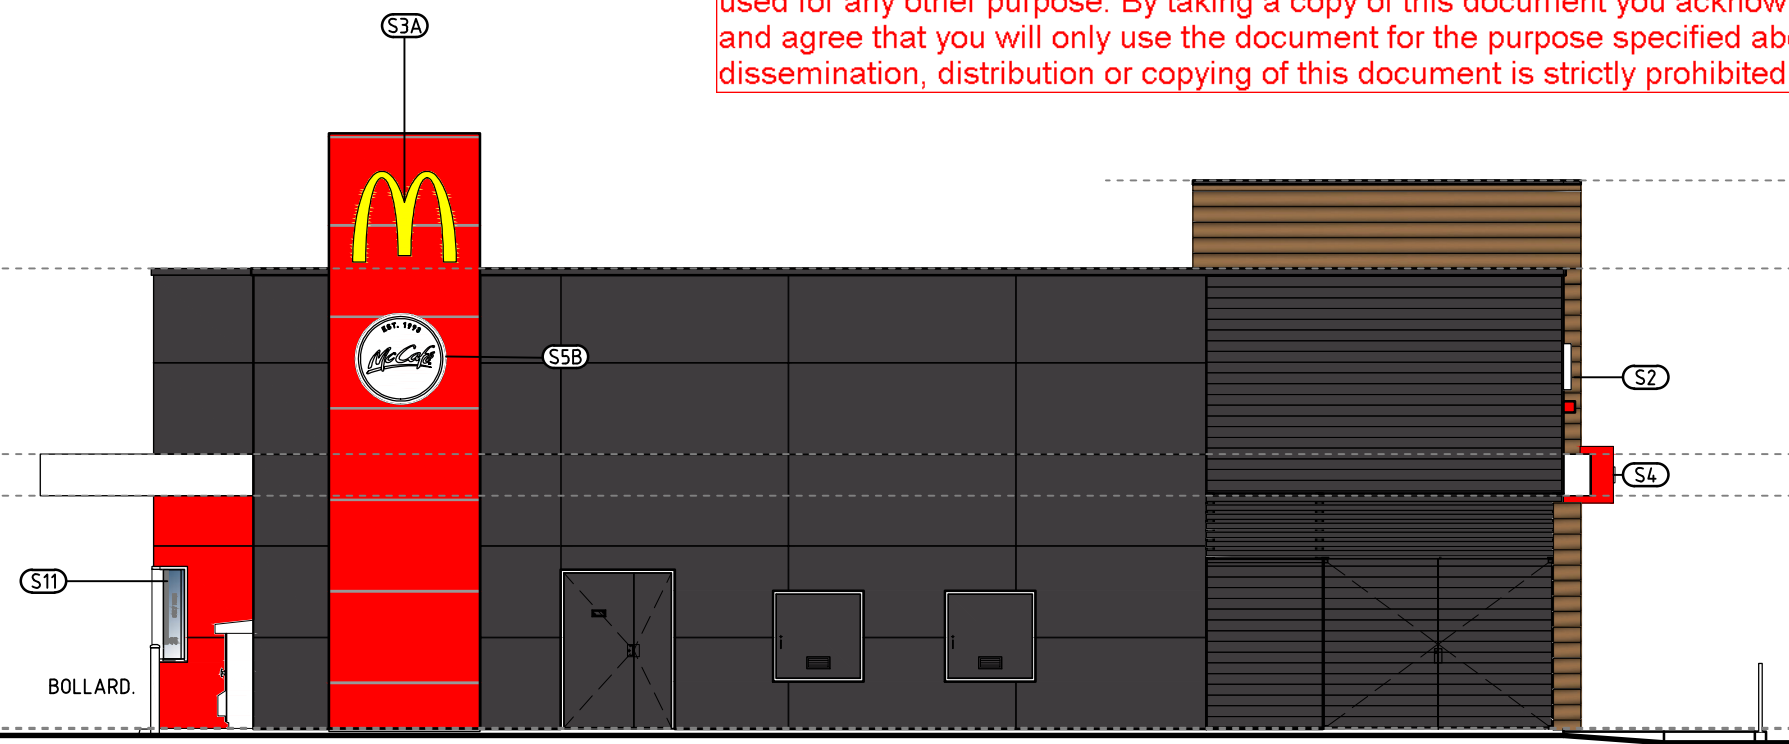 used for any other purpose. By taking a copy of this document you acknow
and agree that you will only use the document for the purpose specified ab
dissemination, distribution or copying of this document is strictly prohibited
S3A
EST. 1998
McCafé
S5B
S2
S4
S11
BOLLARD.